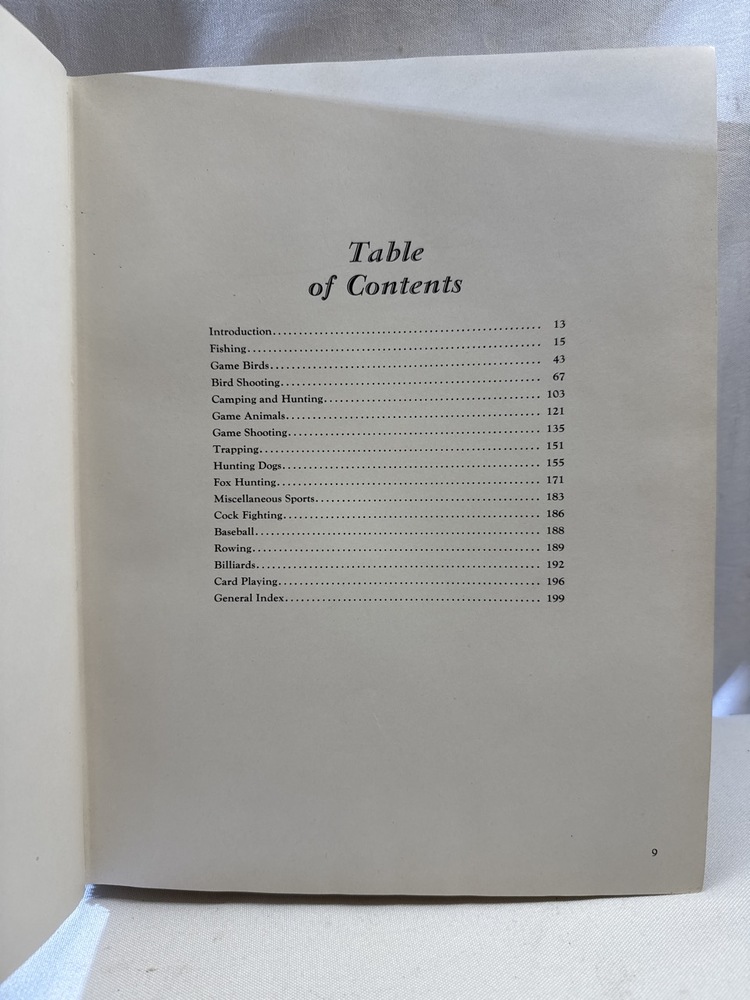 Table
of Contents
Introduction.................................................. 13
Fishing....................................................... 15
Game Birds.................................................... 43
Bird Shooting................................................. 67
Camping and Hunting........................................... 103
Game Animals.................................................. 121
Game Shooting................................................. 135
Trapping...................................................... 151
Hunting Dogs.................................................. 155
Fox Hunting................................................... 171
Miscellaneous Sports.......................................... 183
Cock Fighting................................................. 186
Baseball...................................................... 188
Rowing........................................................ 189
Billiards..................................................... 192
Card Playing.................................................. 196
General Index................................................. 199
9